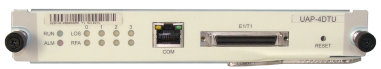 E1/T1
UAP-4DTU
0 1 2 3
RUN LOS
ALM RFA
COM
RESET